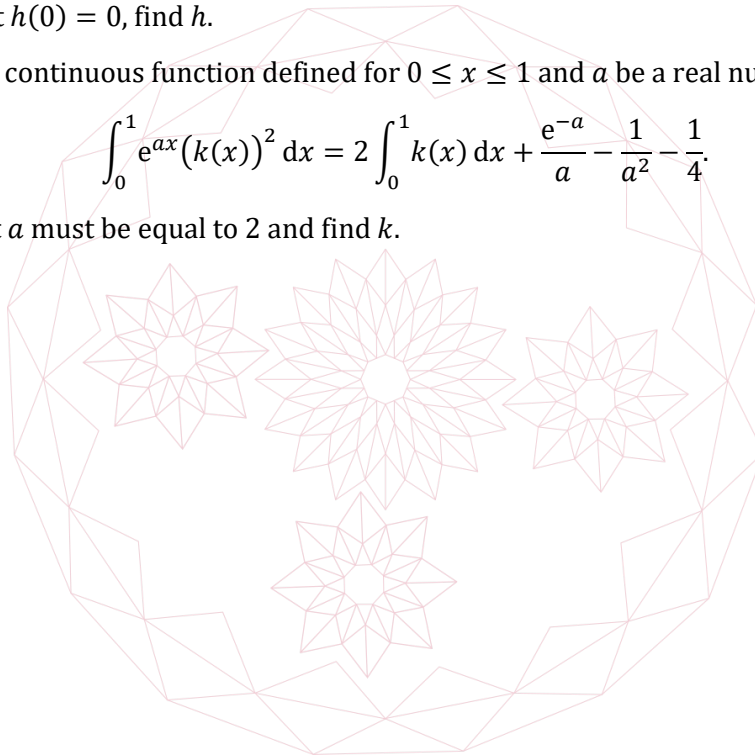 t h(0) = 0, find h.
continuous function defined for 0 ≤ x ≤ 1 and a be a real nu
∫₀¹ e^{ax}(k(x))² dx = 2 ∫₀¹ k(x) dx + e^{−a}/a − 1/a² − 1/4.
t a must be equal to 2 and find k.